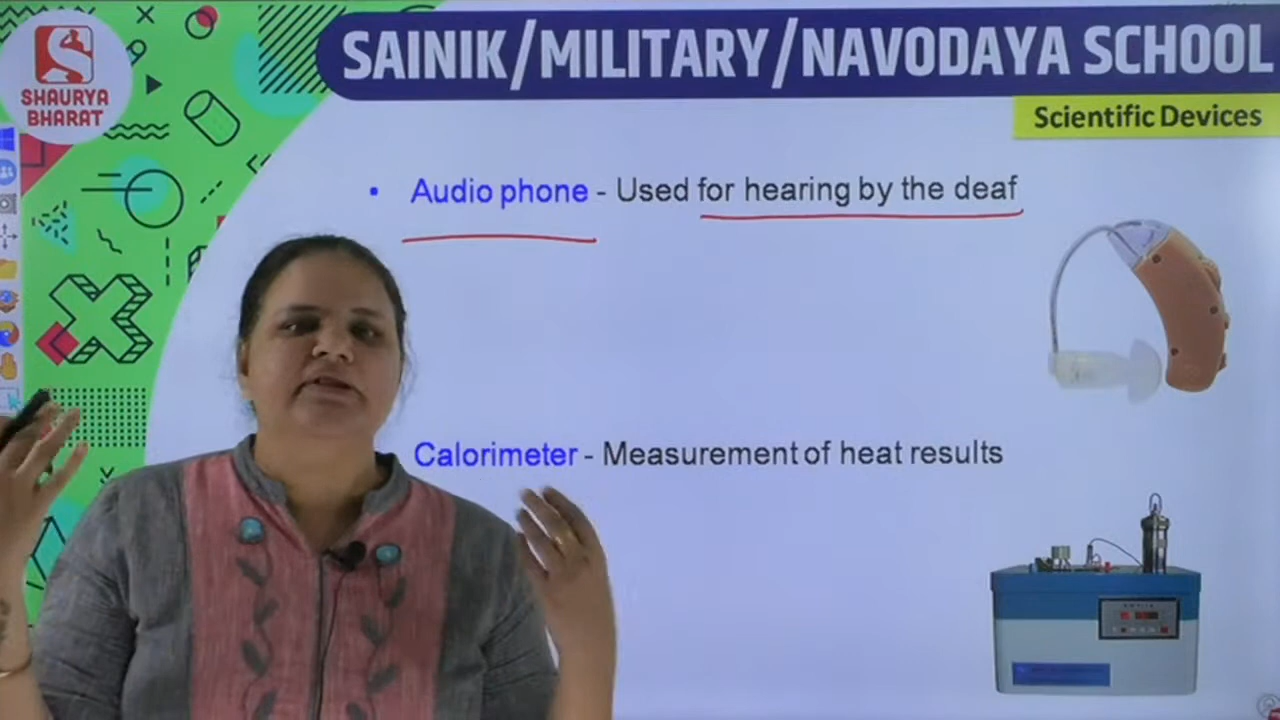 SHAURYA
BHARAT
SAINIK/MILITARY/NAVODAYA SCHOOL
Scientific Devices
• Audio phone - Used for hearing by the deaf
Calorimeter - Measurement of heat results